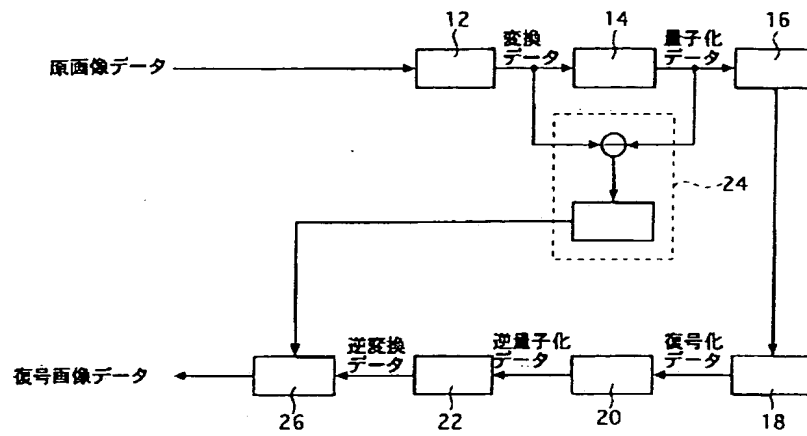 12
変換
データ
14
量子化
データ
16
原画像データ
24
復号画像データ
逆変換
データ
逆量子化
データ
復号化
データ
26
22
20
18